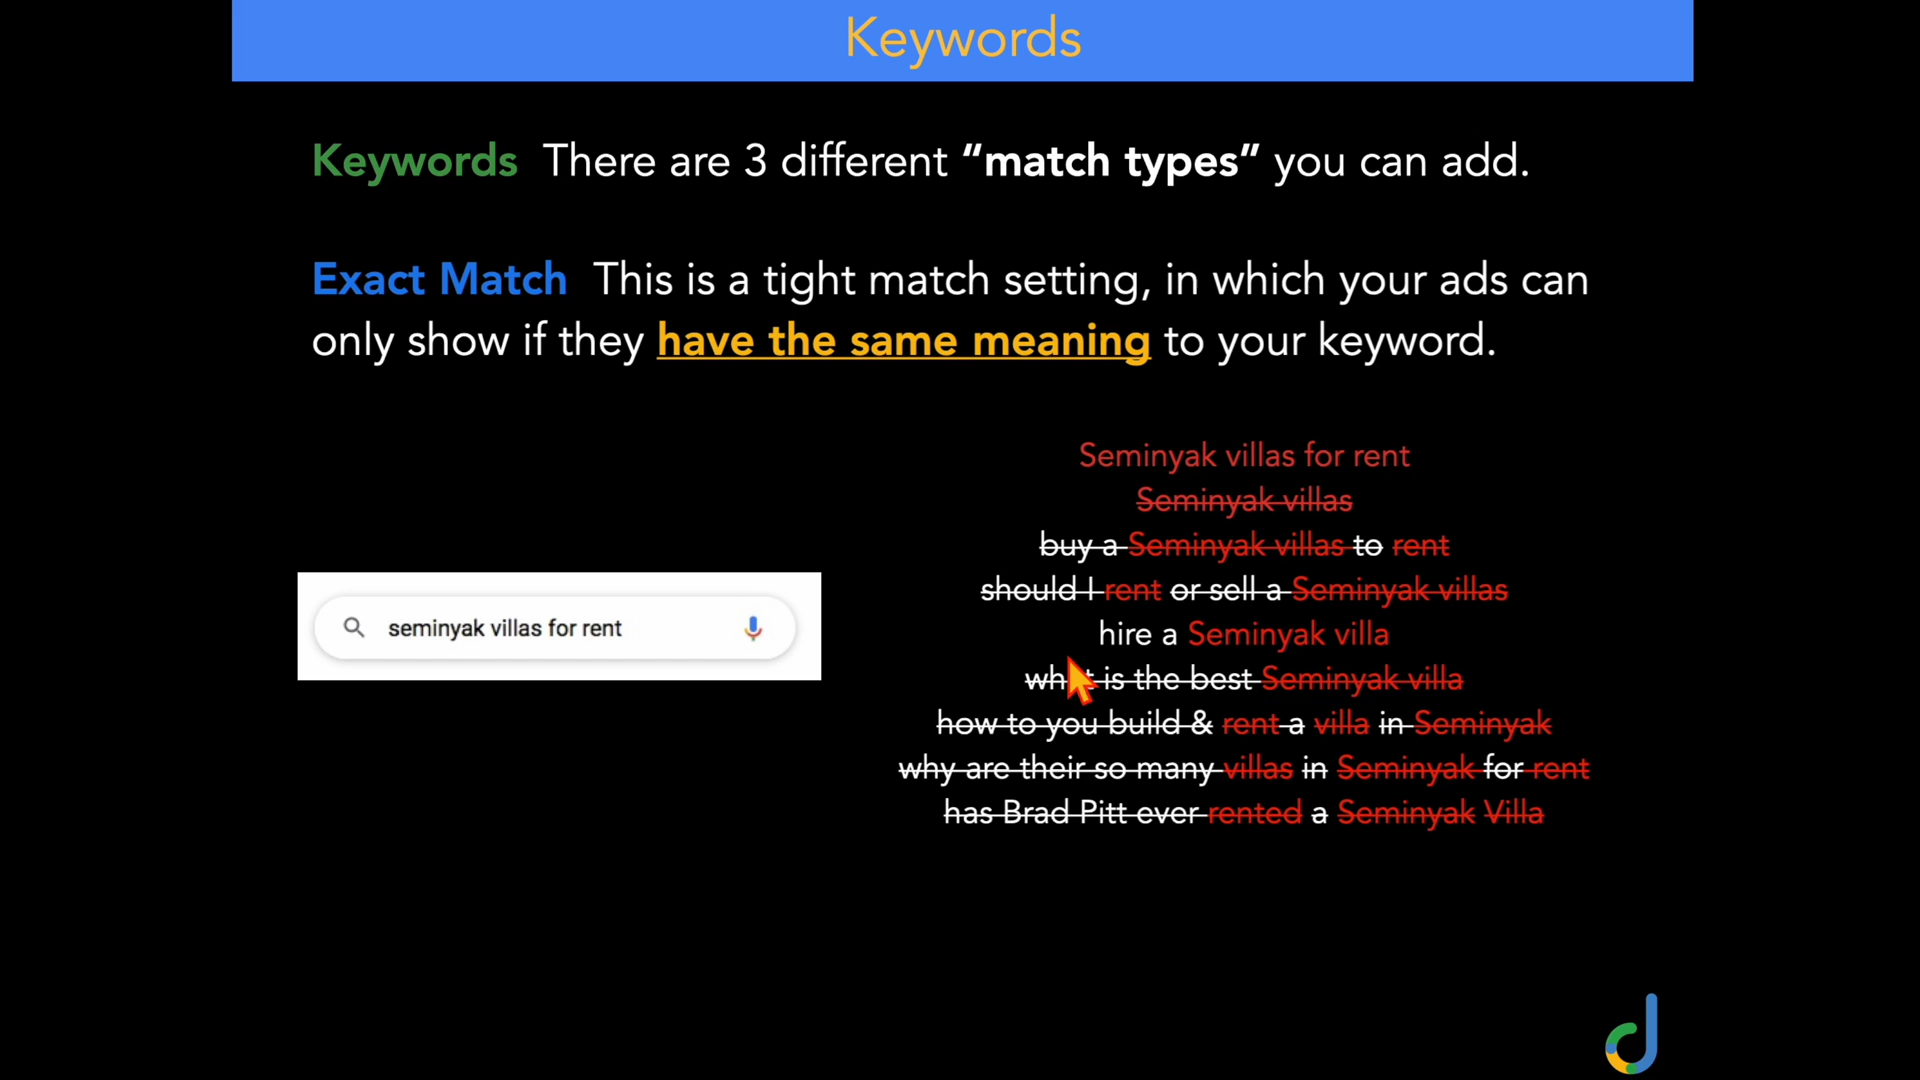 Keywords
Keywords There are 3 different “match types” you can add.
Exact Match This is a tight match setting, in which your ads can
only show if they have the same meaning to your keyword.
Seminyak villas for rent
Seminyak villas
buy a Seminyak villas to rent
should I rent or sell a Seminyak villas
hire a Seminyak villa
seminyak villas for rent
what is the best Seminyak villa
how to you build & rent a villa in Seminyak
why are their so many villas in Seminyak for rent
has Brad Pitt ever rented a Seminyak Villa